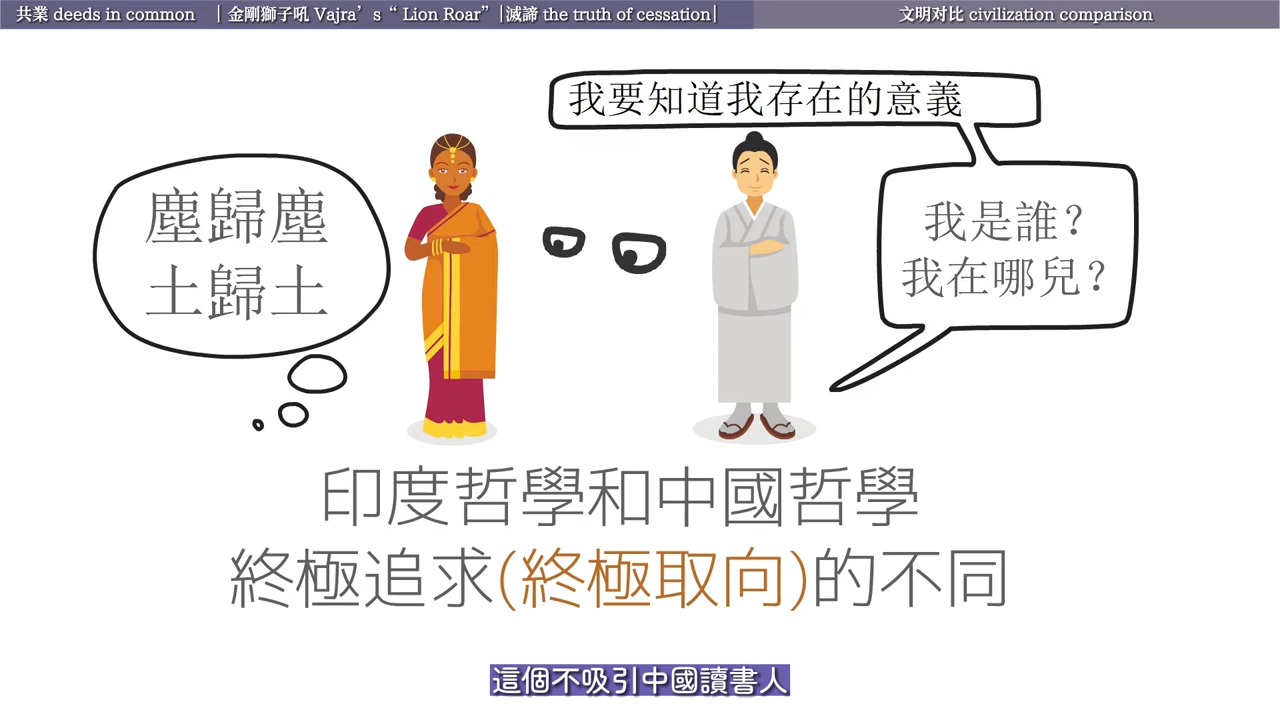 共業 deeds in common ｜金剛獅子吼 Vajra’s“ Lion Roar”|滅諦 the truth of cessation|
文明对比 civilization comparison
我要知道我存在的意義
塵歸塵
土歸土
我是誰？
我在哪兒？
印度哲學和中國哲學
終極追求(終極取向)的不同
這個不吸引中國讀書人